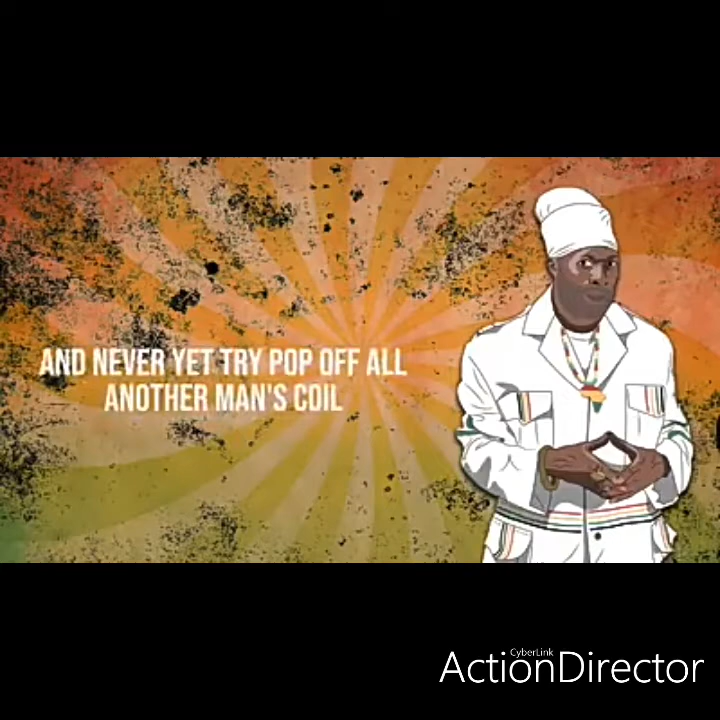 AND NEVER YET TRY POP OFF ALL
ANOTHER MAN'S COIL
CyberLink
ActionDirector